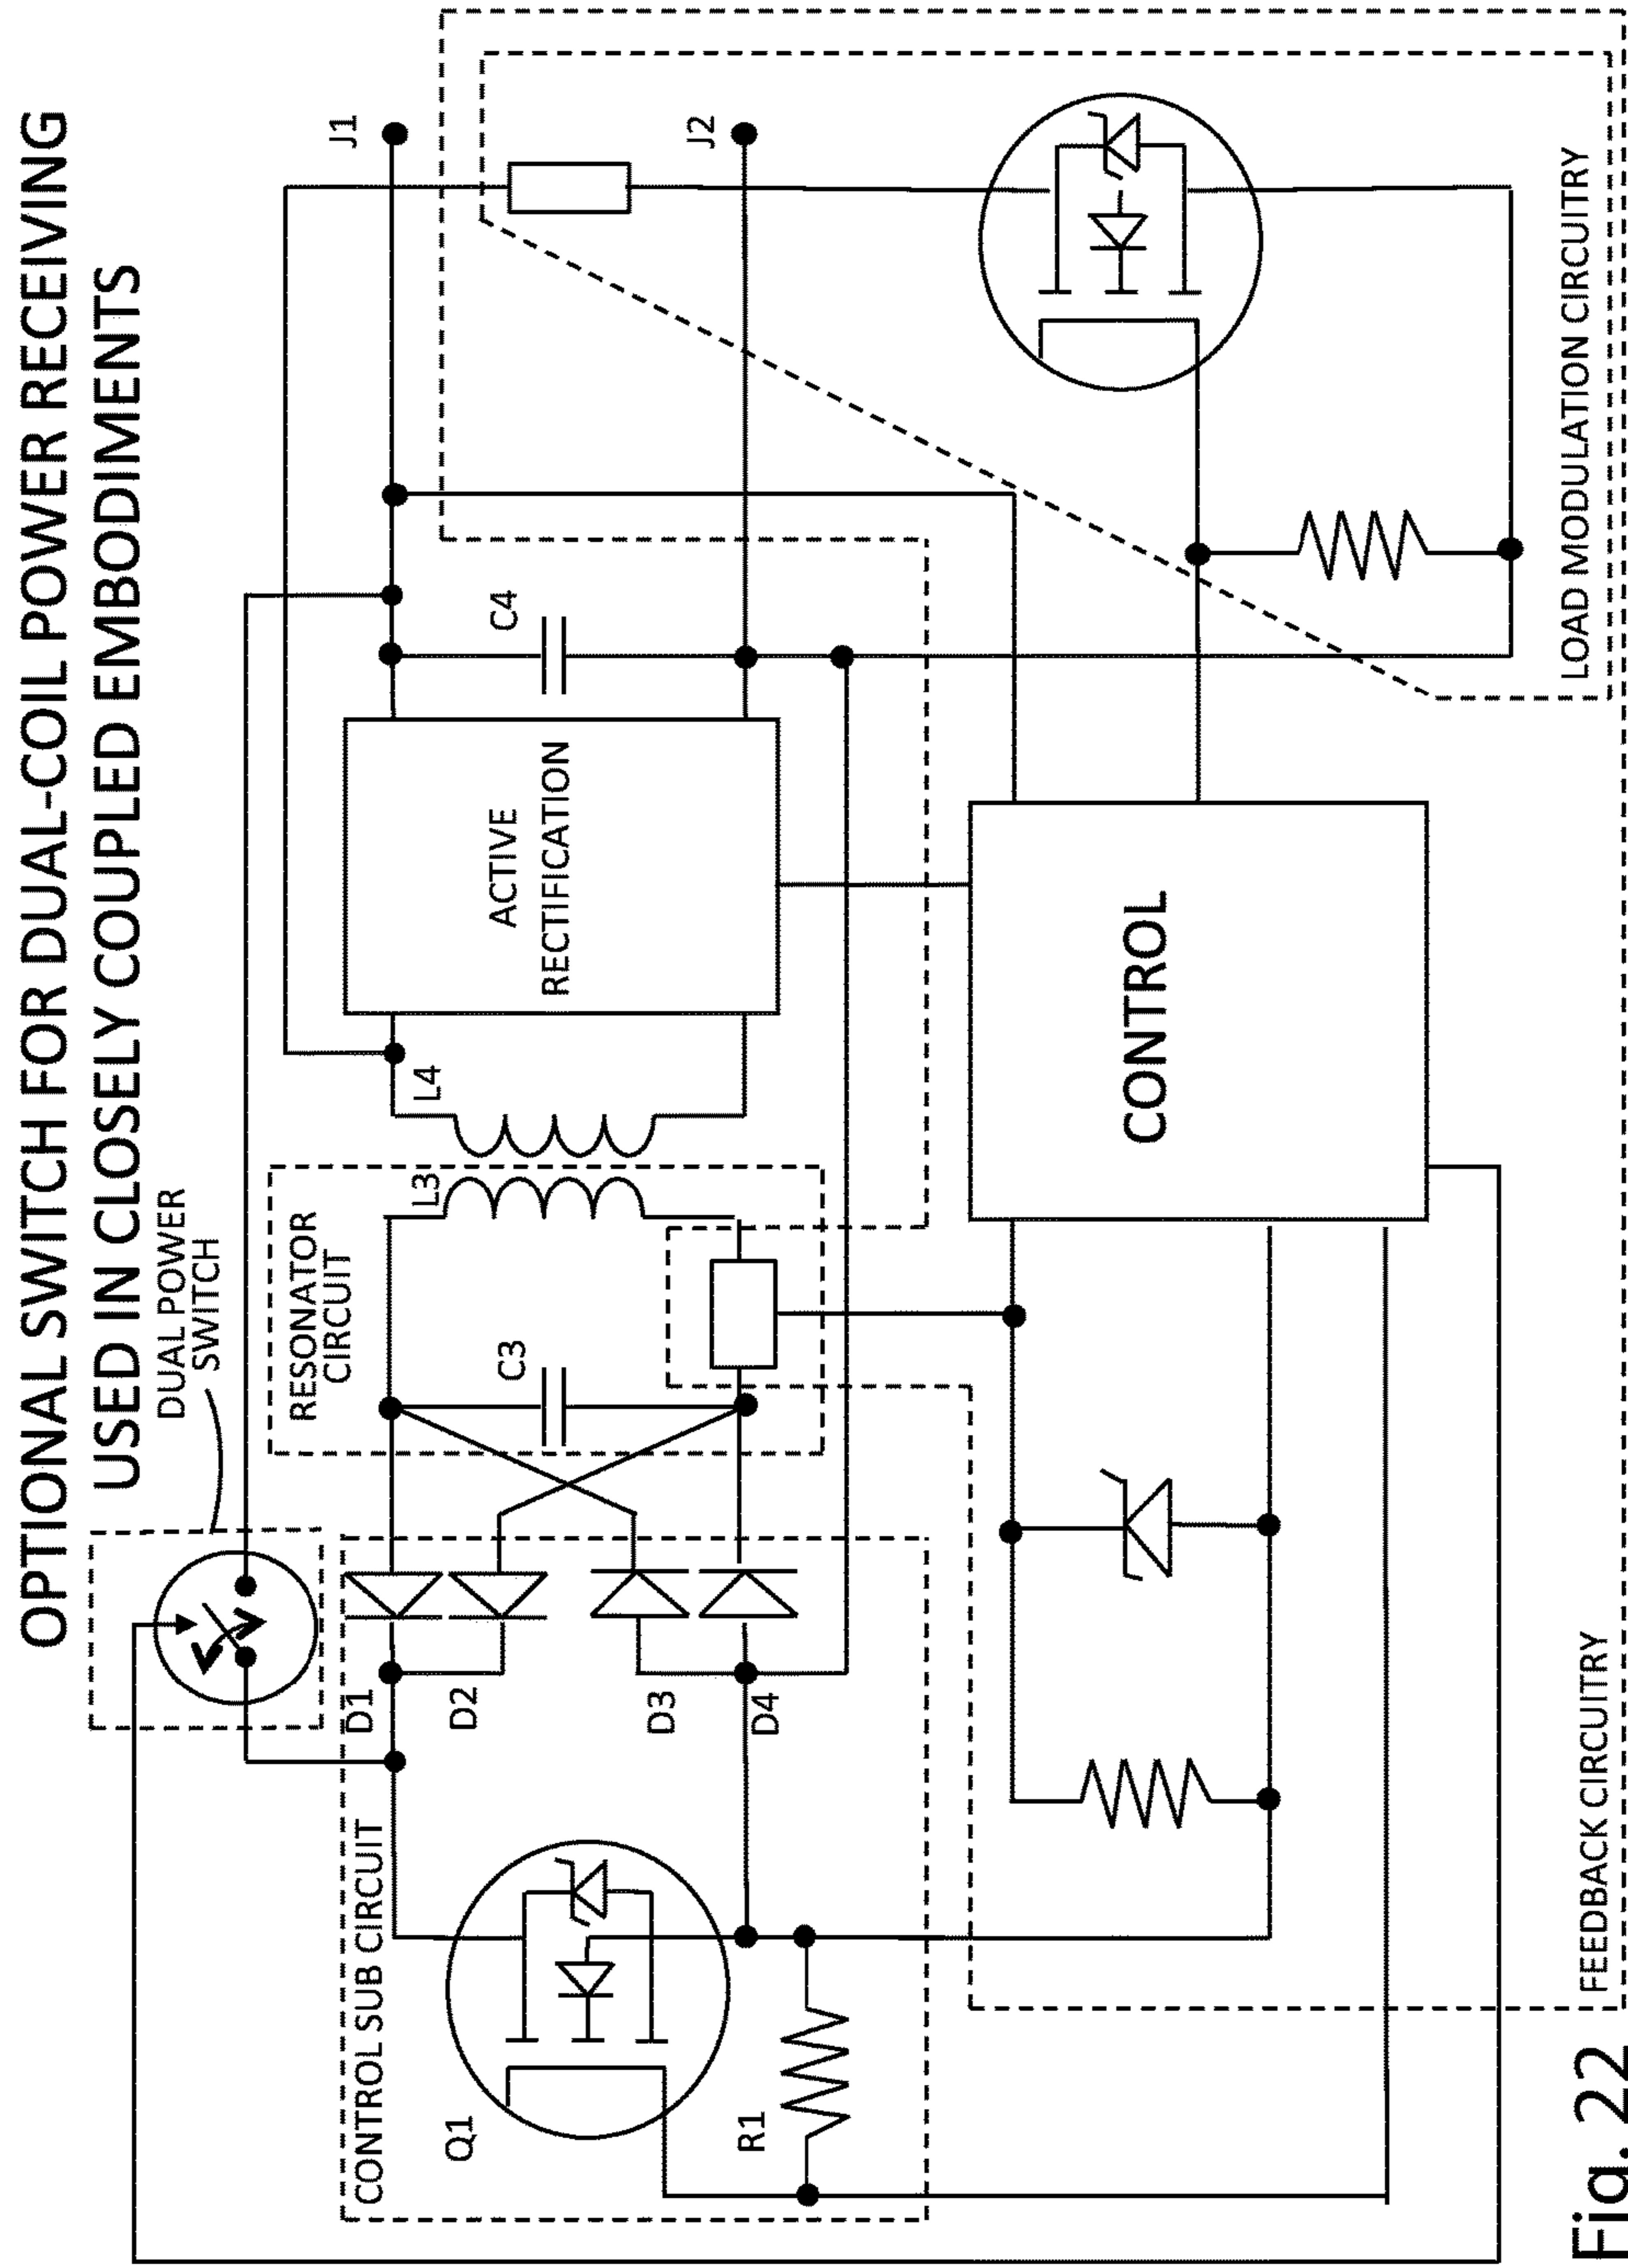 OPTIONAL SWITCH FOR DUAL-COIL POWER RECEIVING
USED IN CLOSELY COUPLED EMBODIMENTS
DUAL POWER
SWITCH
J1
J2
RESONATOR
CIRCUIT
L3
L4
C3
C4
ACTIVE
RECTIFICATION
CONTROL SUB CIRCUIT
D1
D2
D3
D4
Q1
R1
CONTROL
FEEDBACK CIRCUITRY
LOAD MODULATION CIRCUITRY
Fig. 22